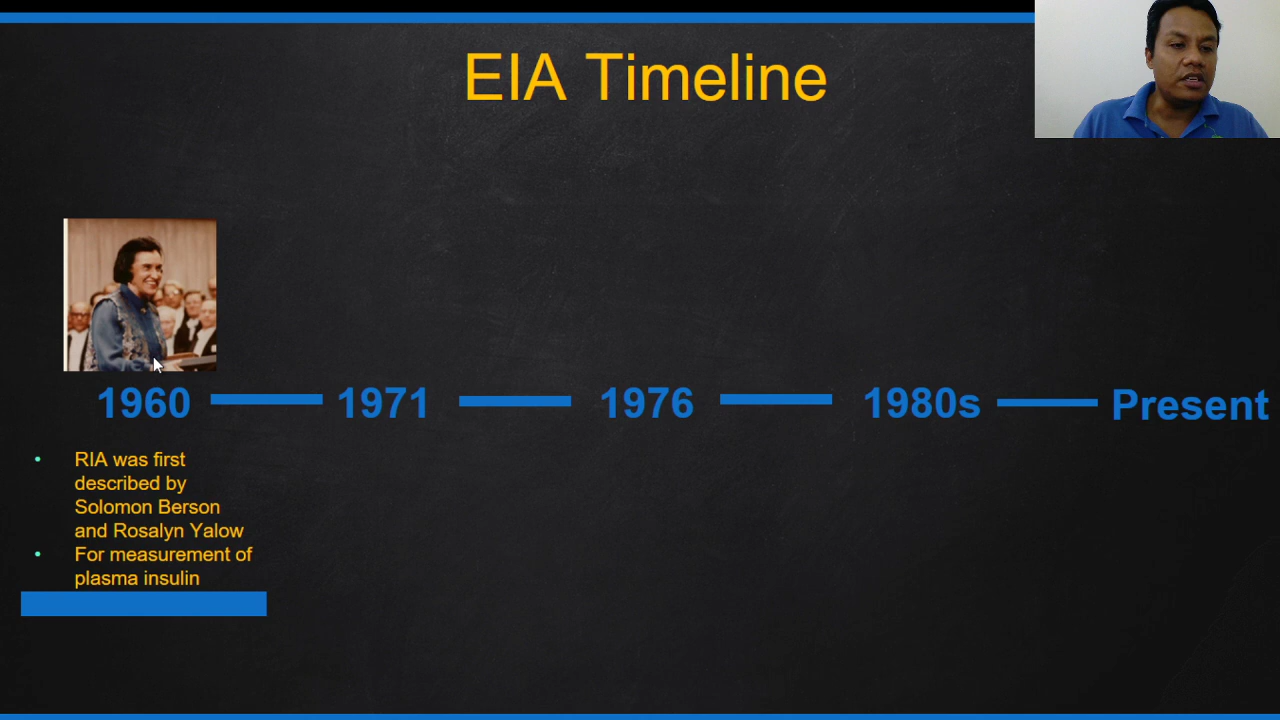 EIA Timeline
1960 1971 1976 1980s Present
• RIA was first
described by
Solomon Berson
and Rosalyn Yalow
• For measurement of
plasma insulin